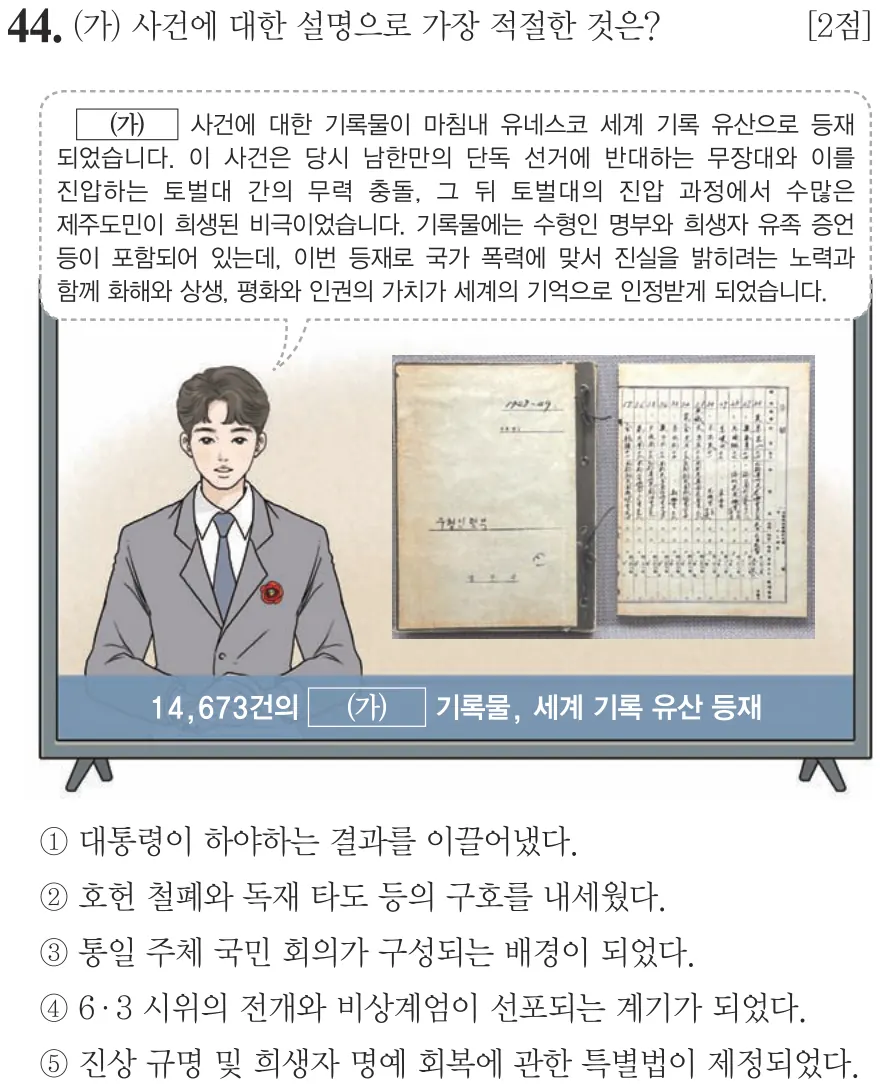 44. (가) 사건에 대한 설명으로 가장 적절한 것은? [2점]
(가) 사건에 대한 기록물이 마침내 유네스코 세계 기록 유산으로 등재
되었습니다. 이 사건은 당시 남한만의 단독 선거에 반대하는 무장대와 이를
진압하는 토벌대 간의 무력 충돌, 그 뒤 토벌대의 진압 과정에서 수많은
제주도민이 희생된 비극이었습니다. 기록물에는 수형인 명부와 희생자 유족 증언
등이 포함되어 있는데, 이번 등재로 국가 폭력에 맞서 진실을 밝히려는 노력과
함께 화해와 상생, 평화와 인권의 가치가 세계의 기억으로 인정받게 되었습니다.
수형인명부
14,673건의 (가) 기록물, 세계 기록 유산 등재
① 대통령이 하야하는 결과를 이끌어냈다.
② 호헌 철폐와 독재 타도 등의 구호를 내세웠다.
③ 통일 주체 국민 회의가 구성되는 배경이 되었다.
④ 6·3 시위의 전개와 비상계엄이 선포되는 계기가 되었다.
⑤ 진상 규명 및 희생자 명예 회복에 관한 특별법이 제정되었다.